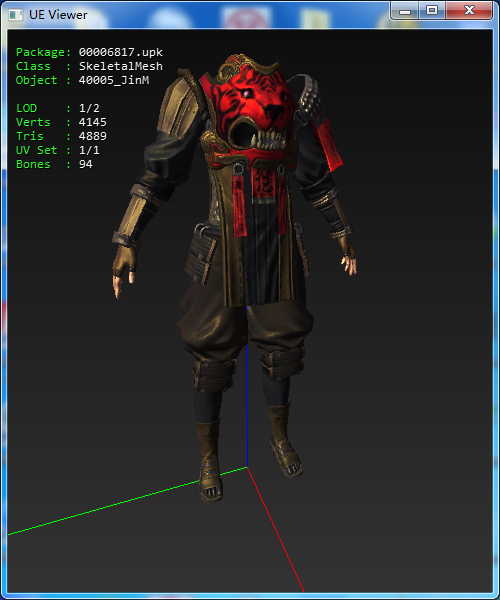 UE Viewer
Package: 00006817.upk
Class : SkeletalMesh
Object : 40005_JinM
LOD : 1/2
Verts : 4145
Tris : 4889
UV Set : 1/1
Bones : 94